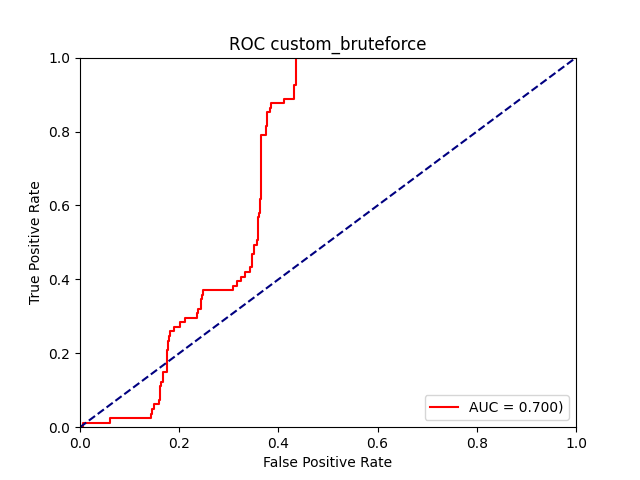 ROC custom_bruteforce
1.0
0.8
0.6
0.4
0.2
0.0
True Positive Rate
AUC = 0.700)
0.0 0.2 0.4 0.6 0.8 1.0
False Positive Rate